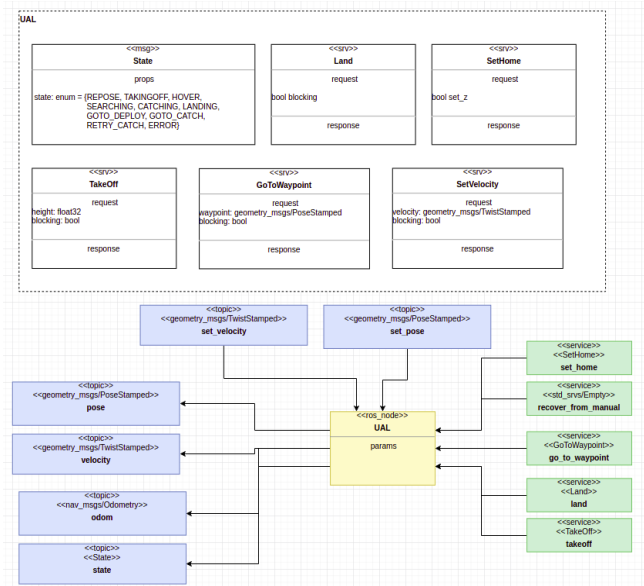 UAL
<<msg>>
State
props
state: enum = {REPOSE, TAKINGOFF, HOVER,
SEARCHING, CATCHING, LANDING,
GOTO_DEPLOY, GOTO_CATCH,
RETRY_CATCH, ERROR}
<<srv>>
Land
request
bool blocking
response
<<srv>>
SetHome
request
bool set_z
response
<<srv>>
TakeOff
request
height: float32
blocking: bool
response
<<srv>>
GoToWaypoint
request
waypoint: geometry_msgs/PoseStamped
blocking: bool
response
<<srv>>
SetVelocity
request
velocity: geometry_msgs/TwistStamped
blocking: bool
response
<<topic>>
<<geometry_msgs/TwistStamped>>
set_velocity
<<topic>>
<<geometry_msgs/PoseStamped>>
set_pose
<<service>>
<<SetHome>>
set_home
<<service>>
<<std_srvs/Empty>>
recover_from_manual
<<topic>>
<<geometry_msgs/PoseStamped>>
pose
<<ros_node>>
UAL
params
<<topic>>
<<geometry_msgs/TwistStamped>>
velocity
<<service>>
<<GoToWaypoint>>
go_to_waypoint
<<topic>>
<<nav_msgs/Odometry>>
odom
<<service>>
<<Land>>
land
<<service>>
<<TakeOff>>
takeoff
<<topic>>
<<State>>
state